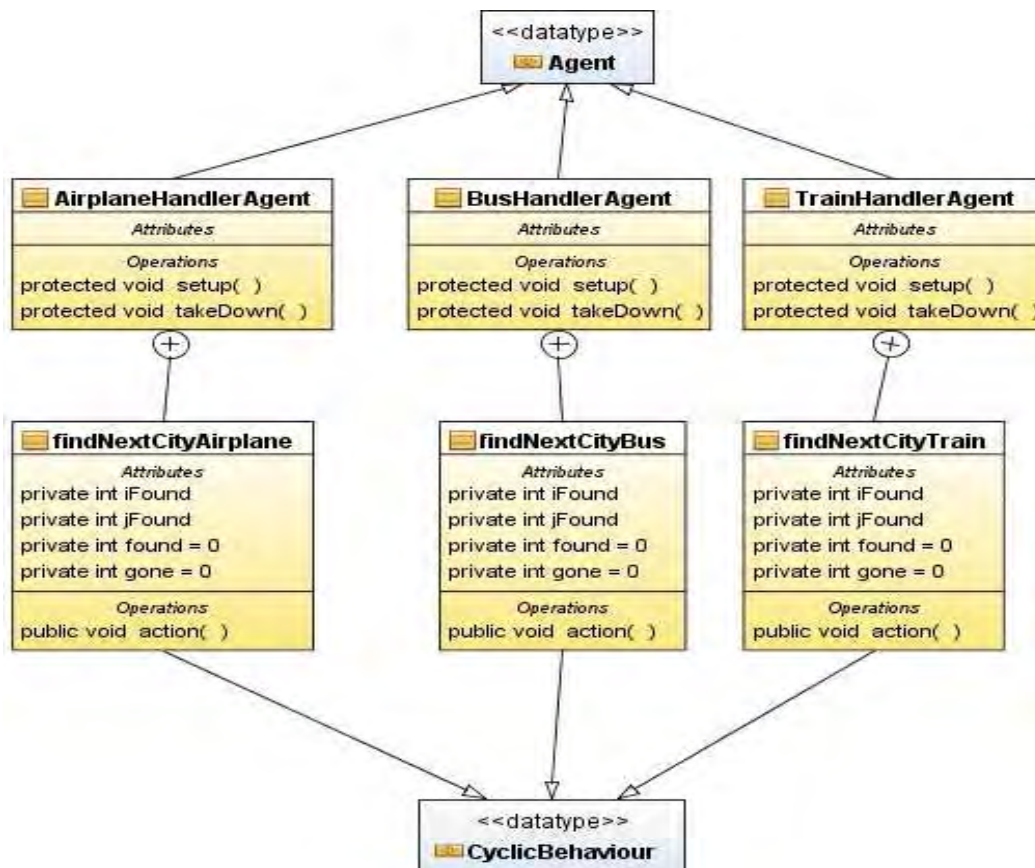 <<datatype>>
Agent
AirplaneHandlerAgent
Attributes
Operations
protected void setup( )
protected void takeDown( )
BusHandlerAgent
Attributes
Operations
protected void setup( )
protected void takeDown( )
TrainHandlerAgent
Attributes
Operations
protected void setup( )
protected void takeDown( )
findNextCityAirplane
Attributes
private int iFound
private int jFound
private int found = 0
private int gone = 0
Operations
public void action( )
findNextCityBus
Attributes
private int iFound
private int jFound
private int found = 0
private int gone = 0
Operations
public void action( )
findNextCityTrain
Attributes
private int iFound
private int jFound
private int found = 0
private int gone = 0
Operations
public void action( )
<<datatype>>
CyclicBehaviour